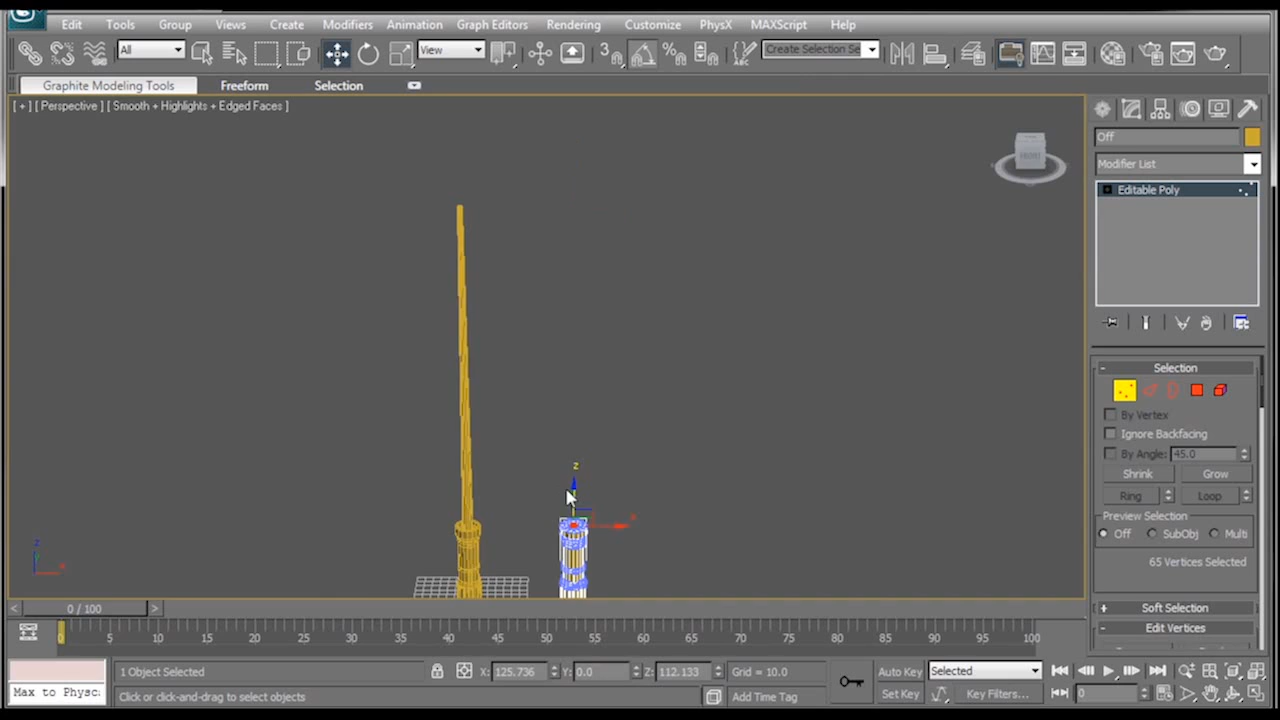 Edit Tools Group Views Create Modifiers Animation Graph Editors Rendering Customize PhysX MAXScript Help
All View Create Selection Se
Graphite Modeling Tools Freeform Selection
[ + ] [ Perspective ] [ Smooth + Highlights + Edged Faces ]
FRONT
Off
Modifier List
Editable Poly
z
x
z
x
- Selection
By Vertex
Ignore Backfacing
By Angle: 45.0
Shrink Grow
Ring Loop
Preview Selection
Off SubObj Multi
65 Vertices Selected
+ Soft Selection
- Edit Vertices
< 0 / 100 >
0 5 10 15 20 25 30 35 40 45 50 55 60 65 70 75 80 85 90 95 100
1 Object Selected X: 125.736 Y: 0.0 Z: 112.133 Grid = 10.0 Auto Key Selected
Max to Physc: Click or click-and-drag to select objects Add Time Tag Set Key Key Filters... 0